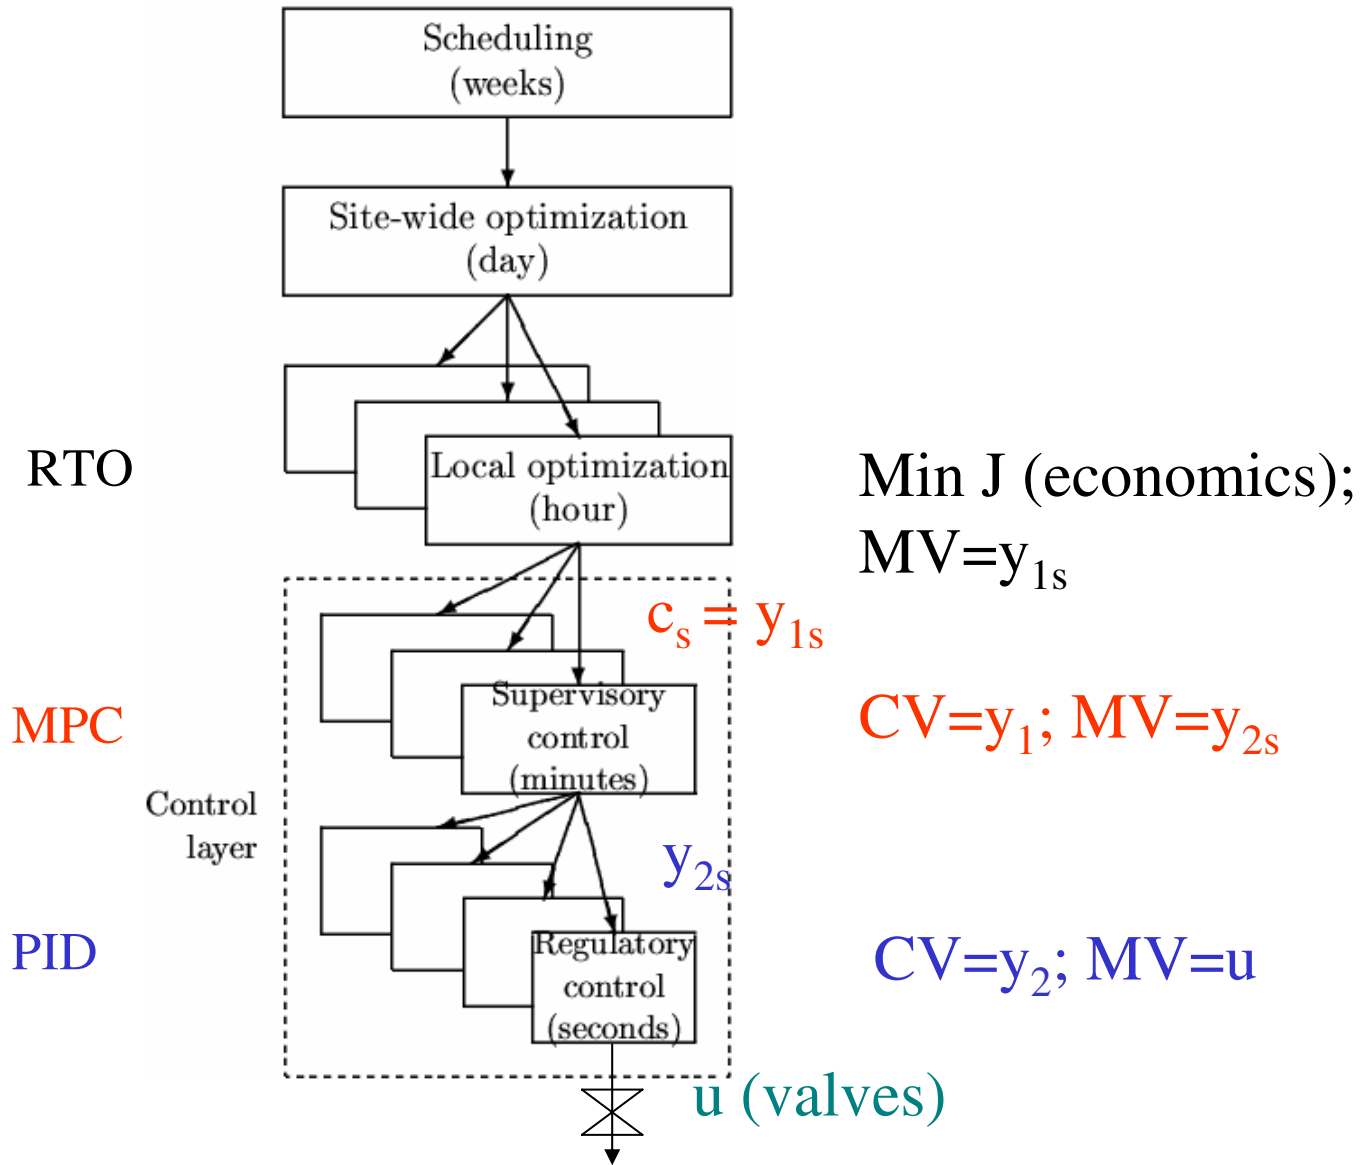 Scheduling
(weeks)
Site-wide optimization
(day)
RTO
Local optimization
(hour)
Min J (economics);
MV=y1s
cs = y1s
MPC
Supervisory
control
(minutes)
CV=y1; MV=y2s
Control
layer
y2s
PID
Regulatory
control
(seconds)
CV=y2; MV=u
u (valves)